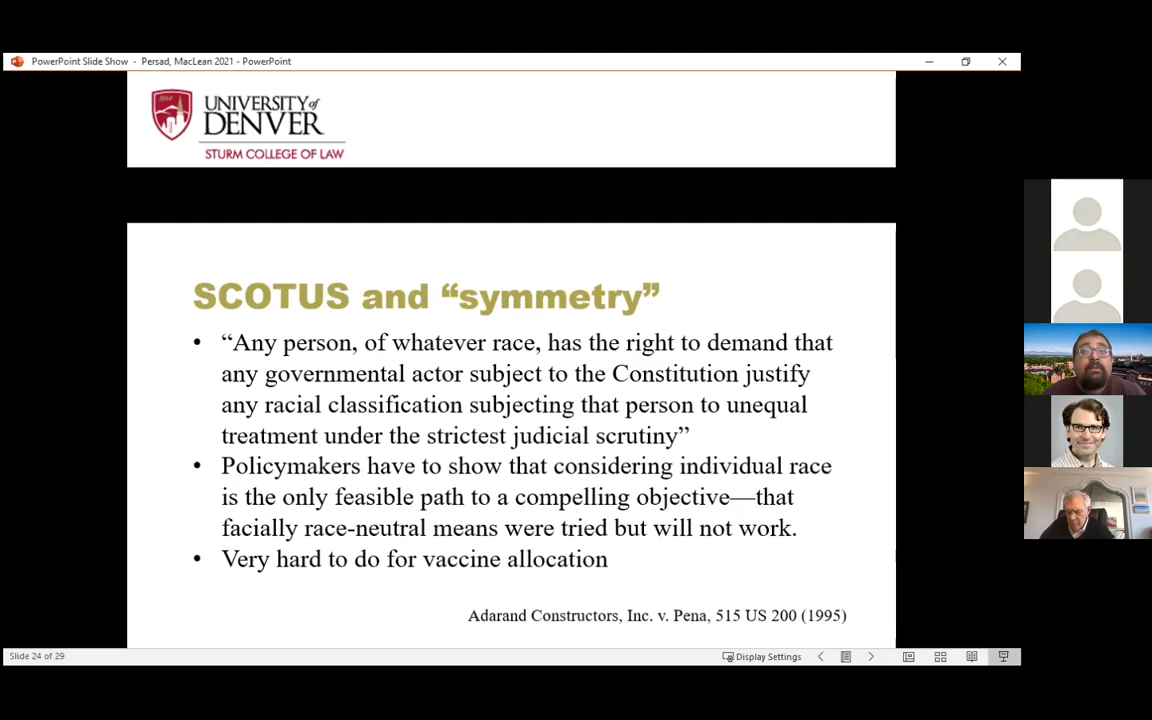 PowerPoint Slide Show - Persad, MacLean 2021 - PowerPoint
1864
UNIVERSITY of
DENVER
STURM COLLEGE OF LAW
SCOTUS and “symmetry”
• “Any person, of whatever race, has the right to demand that
any governmental actor subject to the Constitution justify
any racial classification subjecting that person to unequal
treatment under the strictest judicial scrutiny”
• Policymakers have to show that considering individual race
is the only feasible path to a compelling objective—that
facially race-neutral means were tried but will not work.
• Very hard to do for vaccine allocation
Adarand Constructors, Inc. v. Pena, 515 US 200 (1995)
Slide 24 of 29
Display Settings